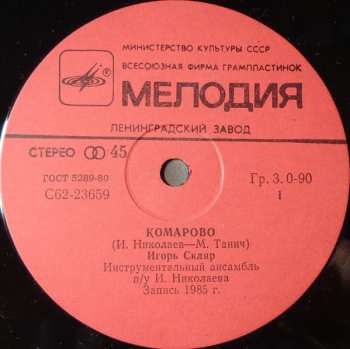 МИНИСТЕРСТВО КУЛЬТУРЫ СССР
ВСЕСОЮЗНАЯ ФИРМА ГРАМПЛАСТИНОК
МЕЛОДИЯ
ЛЕНИНГРАДСКИЙ ЗАВОД
СТЕРЕО 45
ГОСТ 5289-80
С62-23659
Гр. 3. 0-90
1
КОМАРОВО
(И. Николаев—М. Танич)
Игорь Скляр
Инструментальный ансамбль
п/у И. Николаева
Запись 1985 г.